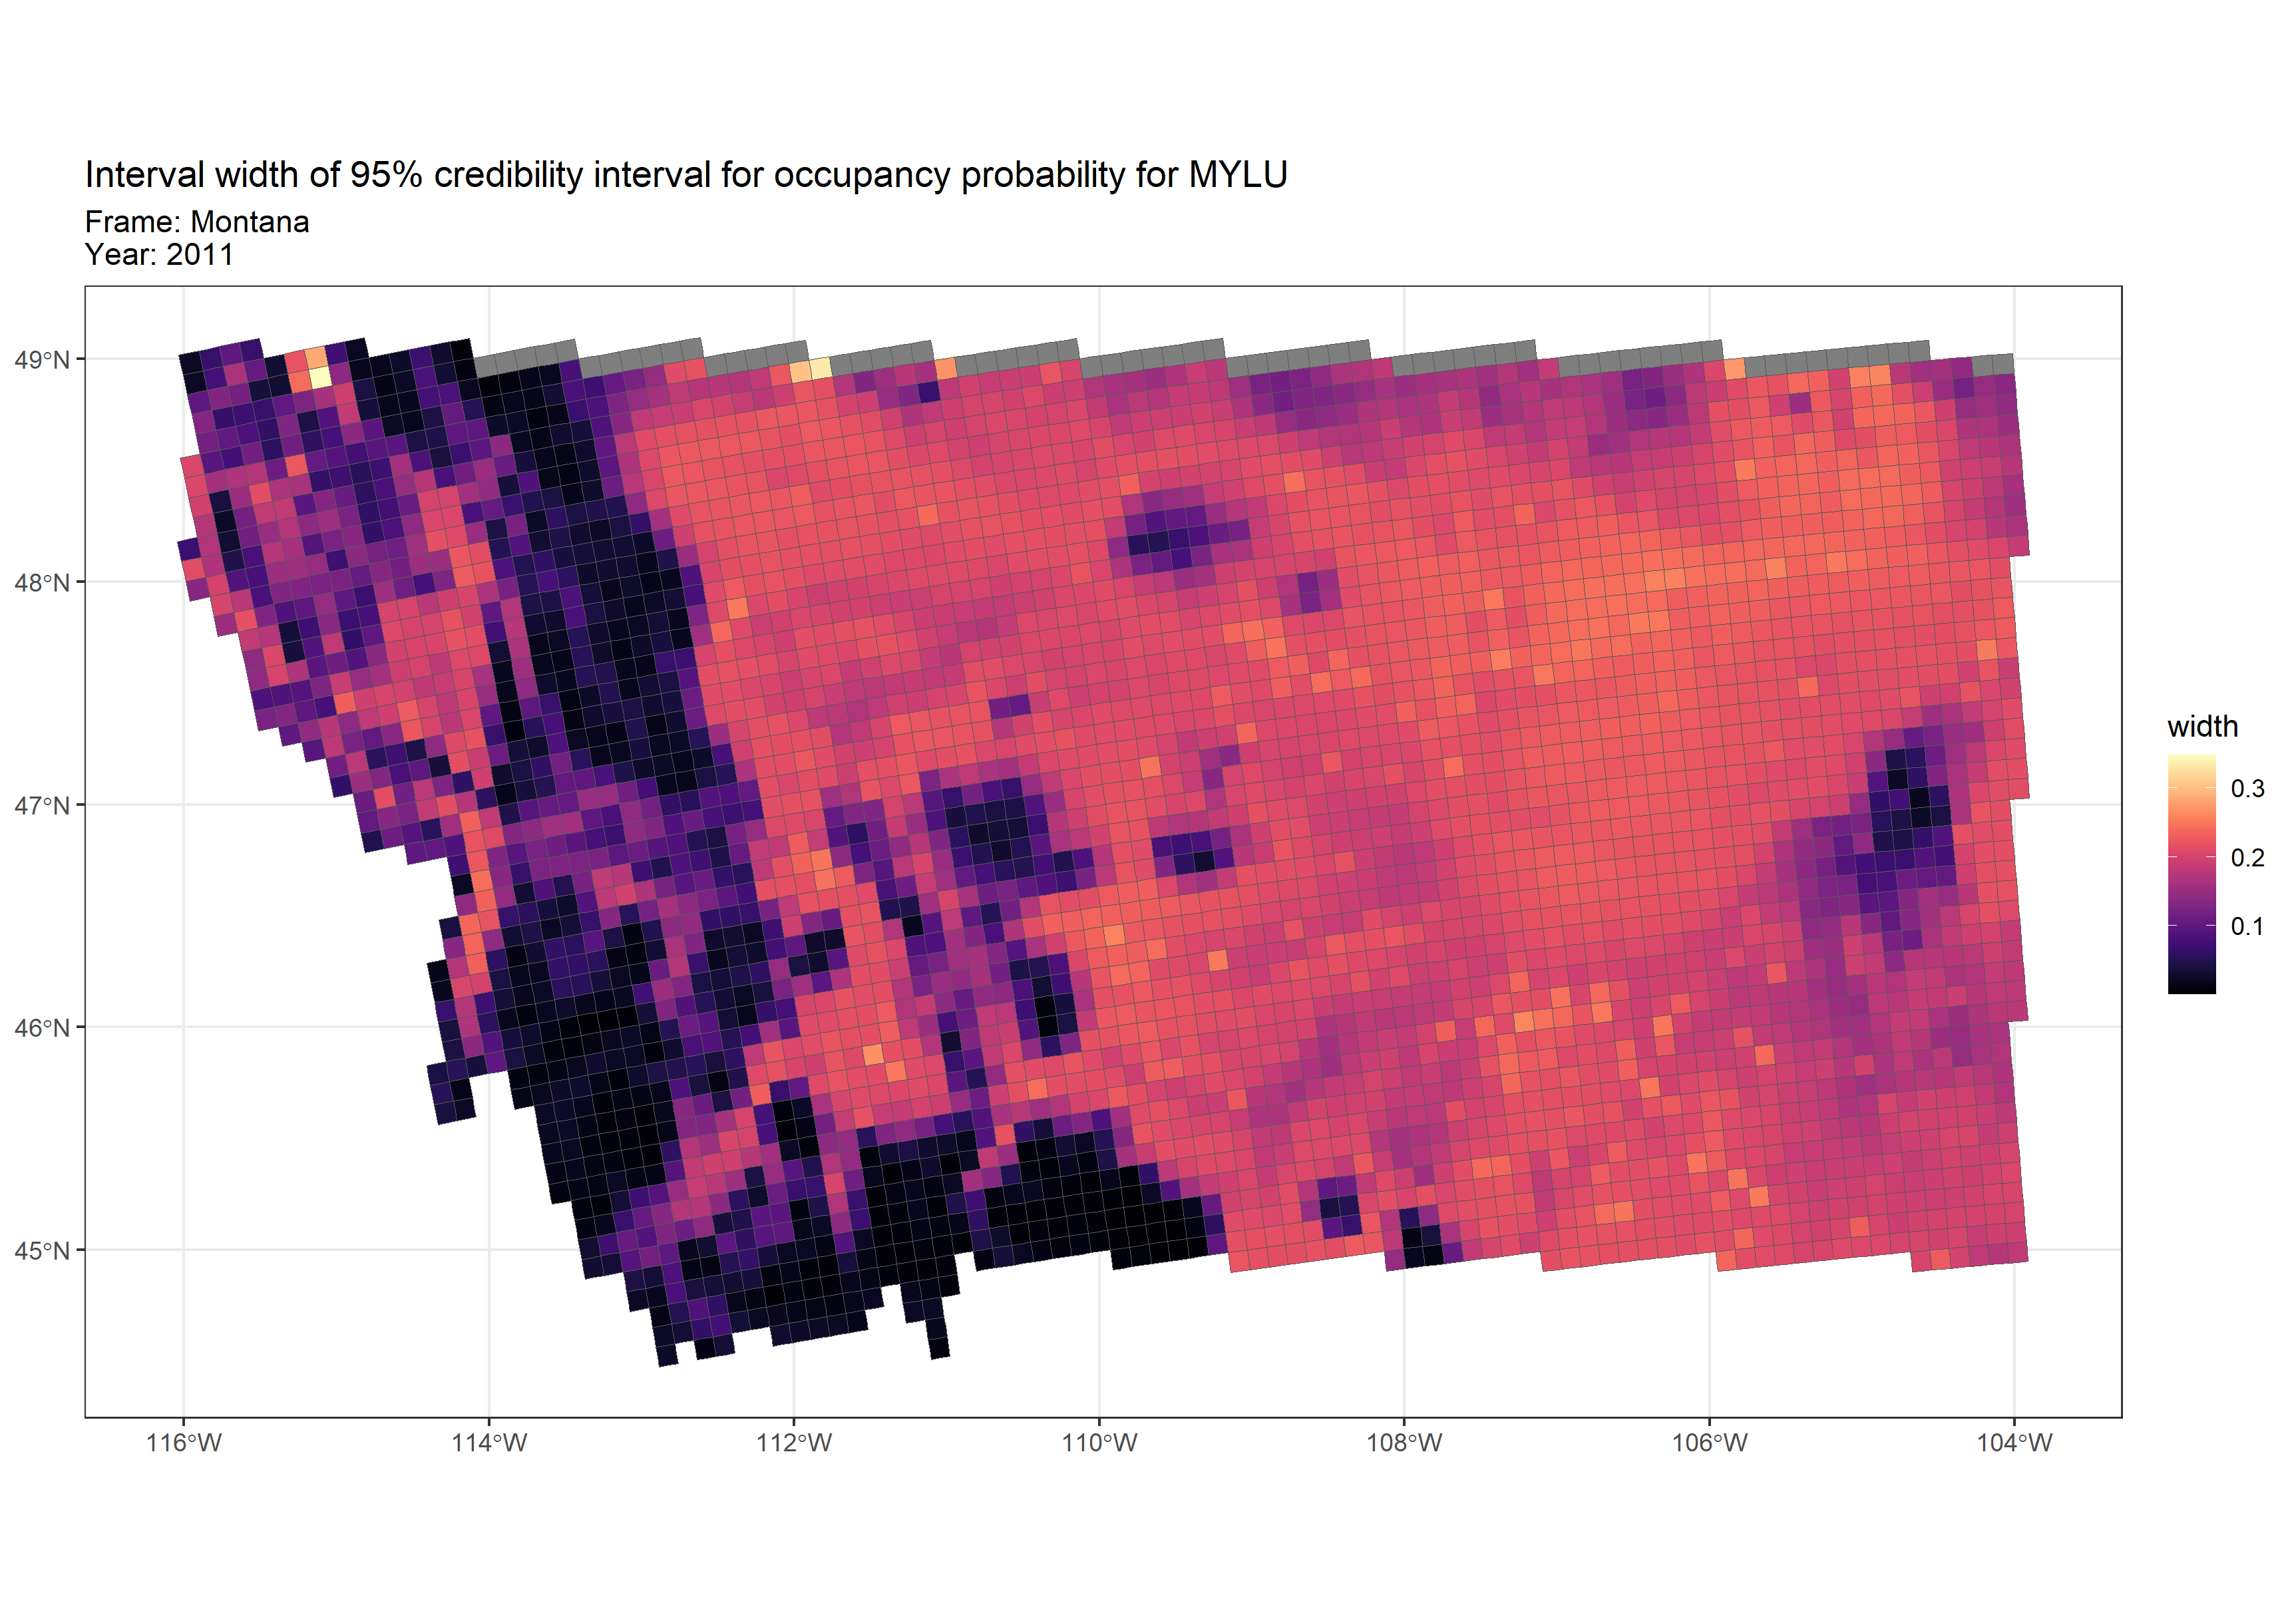 Interval width of 95% credibility interval for occupancy probability for MYLU
Frame: Montana
Year: 2011
49°N
48°N
47°N
46°N
45°N
116°W
114°W
112°W
110°W
108°W
106°W
104°W
width
0.3
0.2
0.1